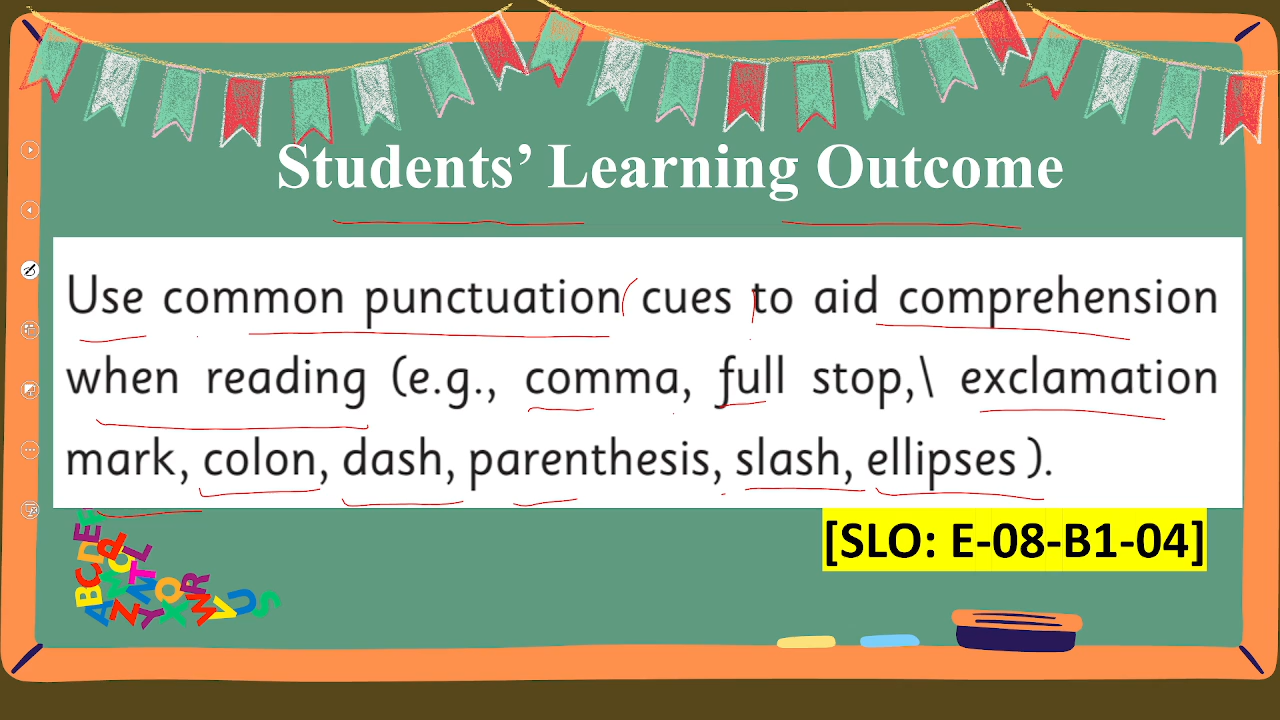 Students’ Learning Outcome
Use common punctuation cues to aid comprehension
when reading (e.g., comma, full stop,\ exclamation
mark, colon, dash, parenthesis, slash, ellipses ).
[SLO: E-08-B1-04]